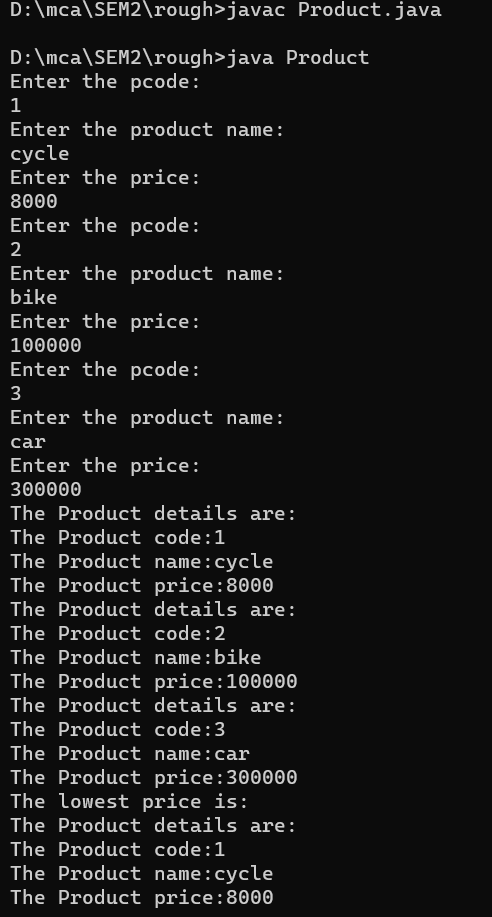 D:\mca\SEM2\rough>javac Product.java
D:\mca\SEM2\rough>java Product
Enter the pcode:
1
Enter the product name:
cycle
Enter the price:
8000
Enter the pcode:
2
Enter the product name:
bike
Enter the price:
100000
Enter the pcode:
3
Enter the product name:
car
Enter the price:
300000
The Product details are:
The Product code:1
The Product name:cycle
The Product price:8000
The Product details are:
The Product code:2
The Product name:bike
The Product price:100000
The Product details are:
The Product code:3
The Product name:car
The Product price:300000
The lowest price is:
The Product details are:
The Product code:1
The Product name:cycle
The Product price:8000